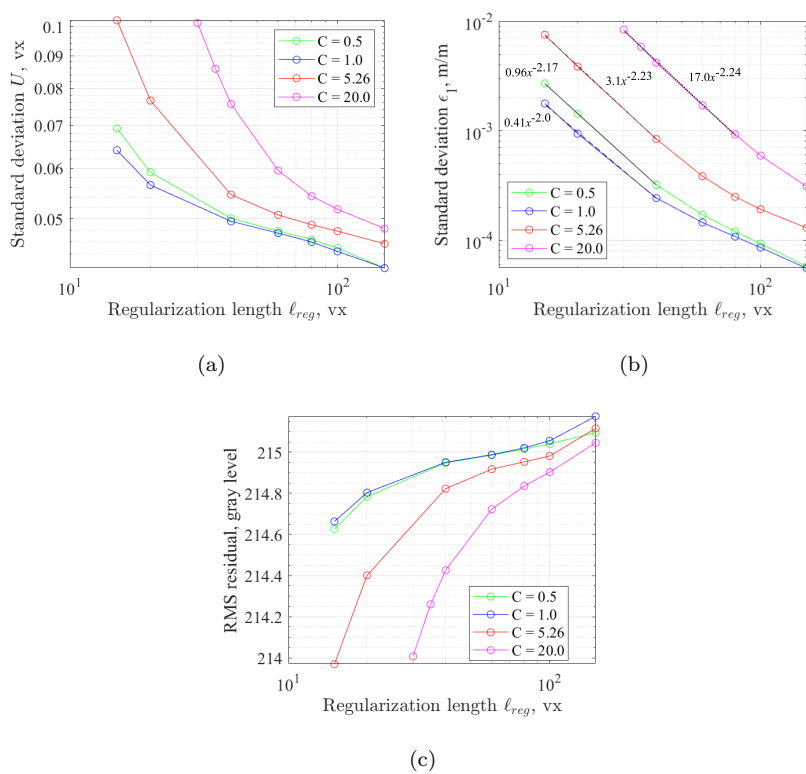 0.1
0.09
0.08
0.07
0.06
0.05
Standard deviation U, vx
C = 0.5
C = 1.0
C = 5.26
C = 20.0
10¹
10²
Regularization length ℓ_reg, vx
(a)
10⁻²
10⁻³
10⁻⁴
Standard deviation ϵ₁, m/m
0.96x⁻²·¹⁷
3.1x⁻²·²³
17.0x⁻²·²⁴
0.41x⁻²·⁰
C = 0.5
C = 1.0
C = 5.26
C = 20.0
10¹
10²
Regularization length ℓ_reg, vx
(b)
215
214.8
214.6
214.4
214.2
214
RMS residual, gray level
C = 0.5
C = 1.0
C = 5.26
C = 20.0
10¹
10²
Regularization length ℓ_reg, vx
(c)